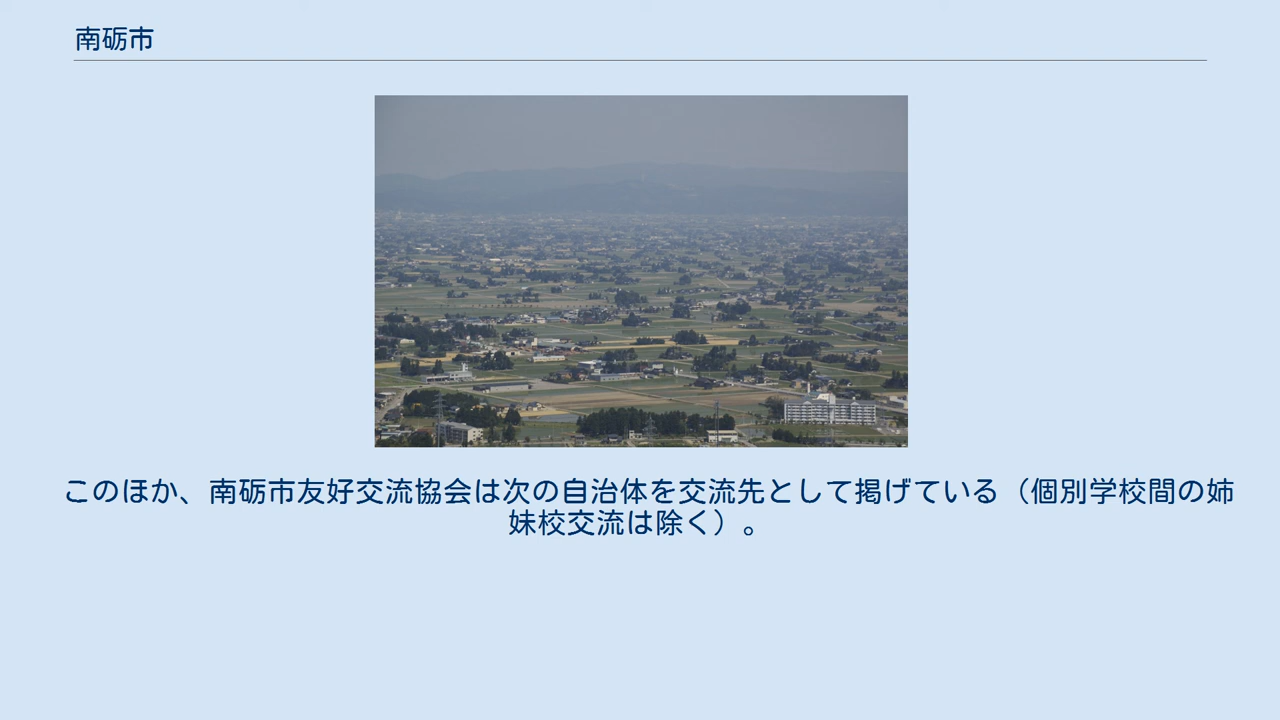 南砺市
このほか、南砺市友好交流協会は次の自治体を交流先として掲げている（個別学校間の姉
妹校交流は除く）。